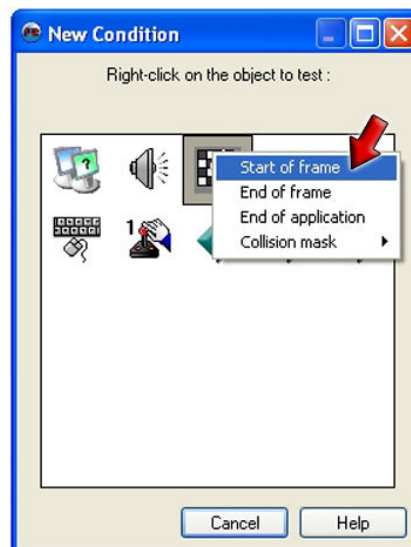 New Condition
Right-click on the object to test :
Start of frame
End of frame
End of application
Collision mask
1
Cancel
Help